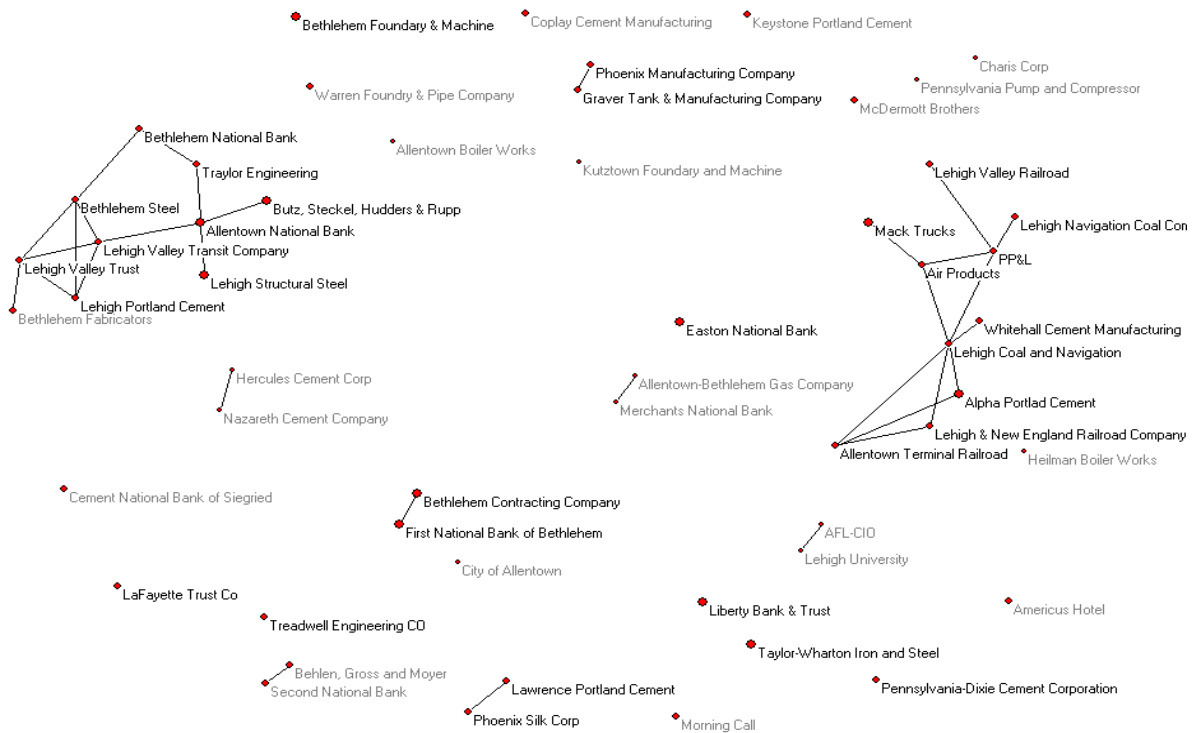 Bethlehem Foundary & Machine
Coplay Cement Manufacturing
Keystone Portland Cement
Charis Corp
Phoenix Manufacturing Company
Pennsylvania Pump and Compressor
Warren Foundry & Pipe Company
Graver Tank & Manufacturing Company
McDermott Brothers
Bethlehem National Bank
Allentown Boiler Works
Traylor Engineering
Kutztown Foundary and Machine
Lehigh Valley Railroad
Bethlehem Steel
Butz, Steckel, Hudders & Rupp
Allentown National Bank
Mack Trucks
Lehigh Navigation Coal Com
Lehigh Valley Transit Company
PP&L
Lehigh Valley Trust
Air Products
Lehigh Structural Steel
Lehigh Portland Cement
Bethlehem Fabricators
Easton National Bank
Whitehall Cement Manufacturing
Lehigh Coal and Navigation
Hercules Cement Corp
Allentown-Bethlehem Gas Company
Alpha Portlad Cement
Merchants National Bank
Nazareth Cement Company
Lehigh & New England Railroad Company
Allentown Terminal Railroad
Heilman Boiler Works
Cement National Bank of Siegried
Bethlehem Contracting Company
First National Bank of Bethlehem
AFL-CIO
Lehigh University
City of Allentown
LaFayette Trust Co
Liberty Bank & Trust
Americus Hotel
Treadwell Engineering CO
Taylor-Wharton Iron and Steel
Behlen, Gross and Moyer
Second National Bank
Lawrence Portland Cement
Pennsylvania-Dixie Cement Corporation
Phoenix Silk Corp
Morning Call